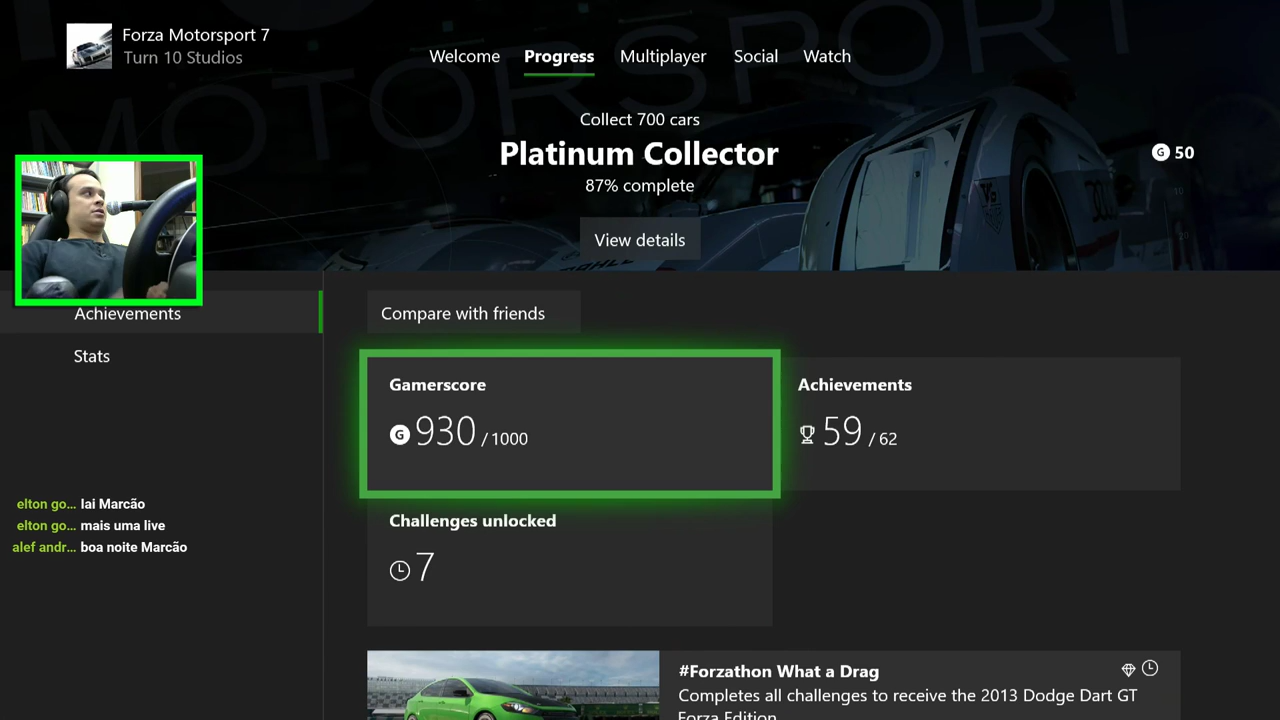 Forza Motorsport 7
Turn 10 Studios
Welcome Progress Multiplayer Social Watch
Collect 700 cars
Platinum Collector
87% complete
G 50
View details
Achievements
Stats
Compare with friends
Gamerscore
G 930 / 1000
Achievements
59 / 62
Challenges unlocked
7
elton go... Iai Marcão
elton go... mais uma live
alef andr... boa noite Marcão
#Forzathon What a Drag
Completes all challenges to receive the 2013 Dodge Dart GT
Forza Edition
MOTORSPORT